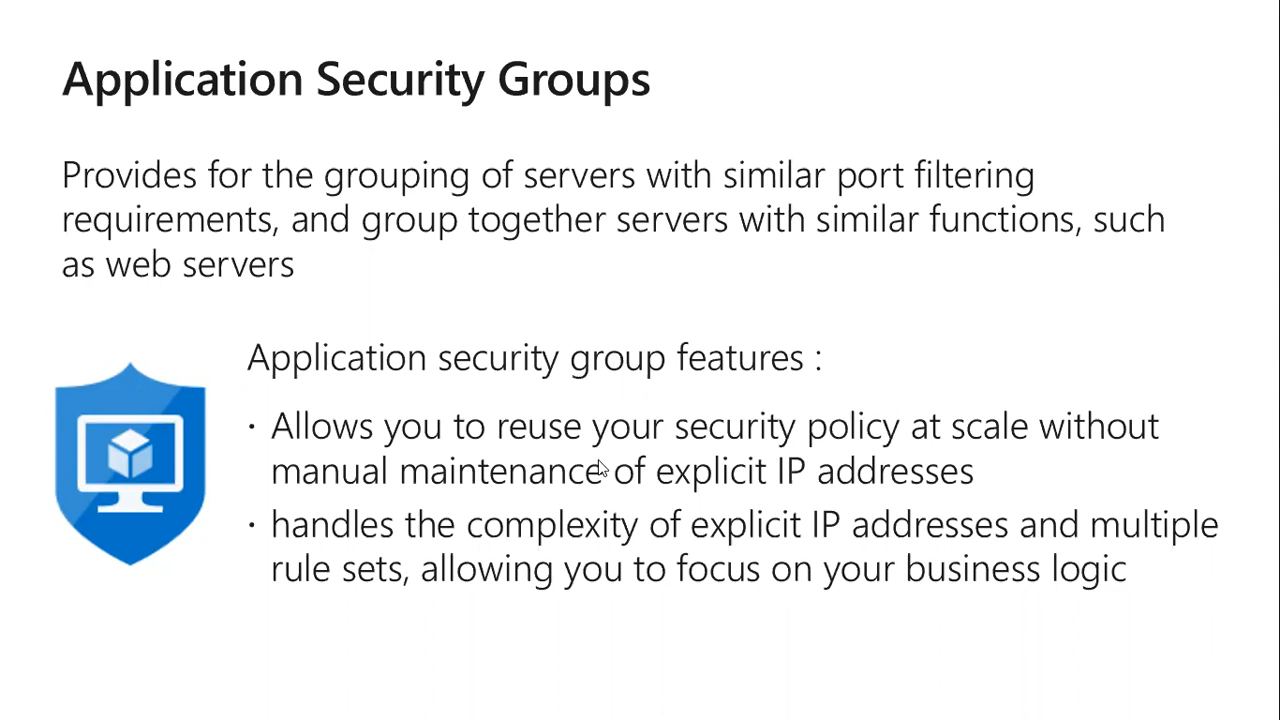 Application Security Groups
Provides for the grouping of servers with similar port filtering
requirements, and group together servers with similar functions, such
as web servers
Application security group features :
· Allows you to reuse your security policy at scale without
manual maintenance of explicit IP addresses
· handles the complexity of explicit IP addresses and multiple
rule sets, allowing you to focus on your business logic